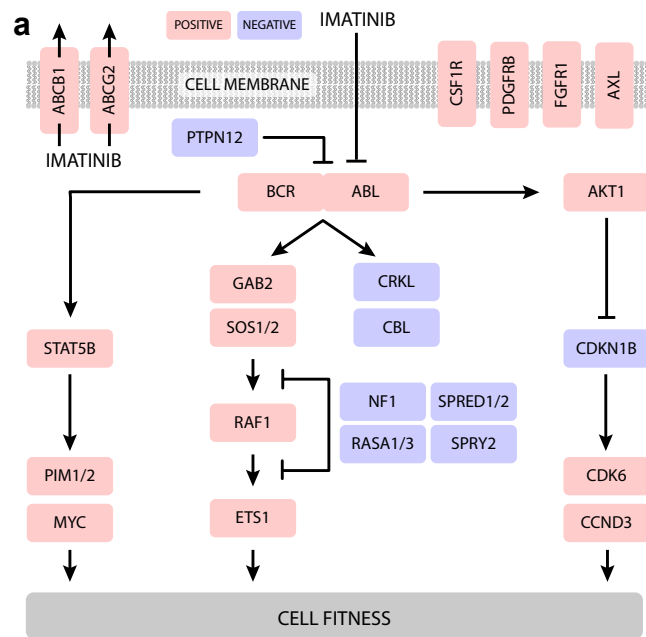 a
POSITIVE
NEGATIVE
IMATINIB
ABCB1
ABCG2
CELL MEMBRANE
CSF1R
PDGFRB
FGFR1
AXL
IMATINIB
PTPN12
BCR
ABL
AKT1
GAB2
CRKL
SOS1/2
CBL
STAT5B
CDKN1B
NF1
SPRED1/2
RAF1
RASA1/3
SPRY2
PIM1/2
CDK6
MYC
ETS1
CCND3
CELL FITNESS